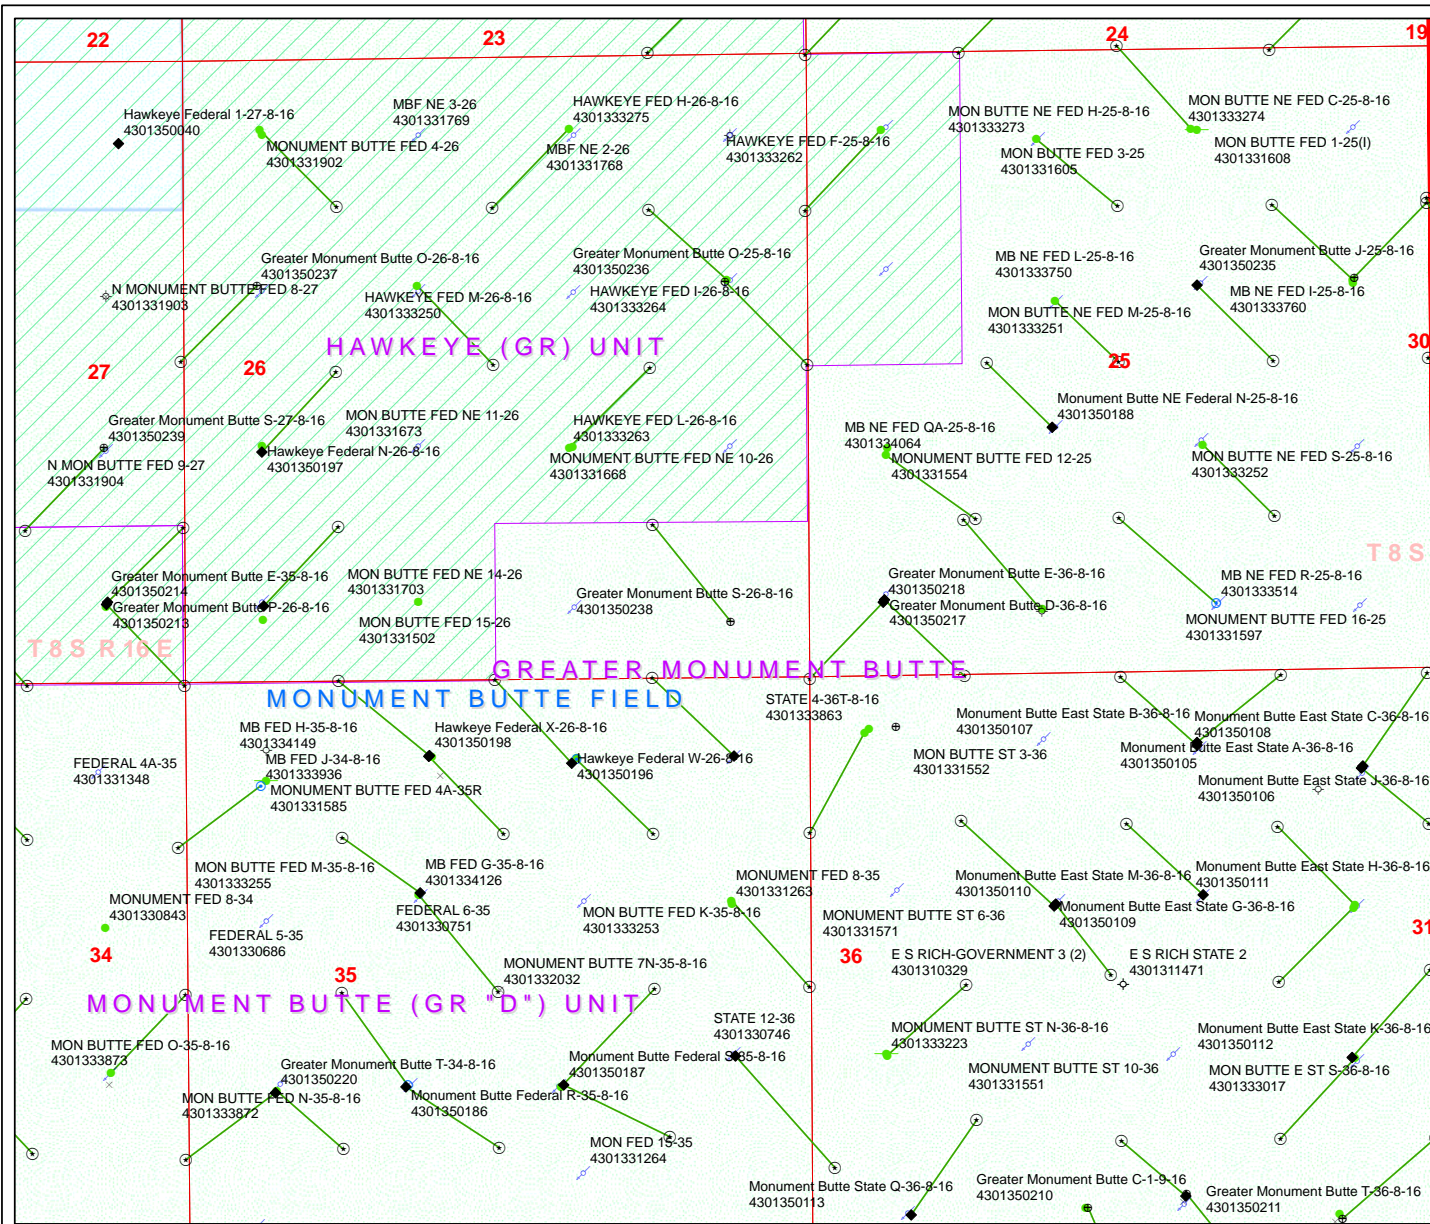 22
23
24
19
Hawkeye Federal 1-27-8-16
4301350040
MONUMENT BUTTE FED 4-26
4301331902
MBF NE 3-26
4301331769
HAWKEYE FED H-26-8-16
4301333275
MBF NE 2-26
4301331768
HAWKEYE FED F-25-8-16
4301333262
MON BUTTE NE FED H-25-8-16
4301333273
MON BUTTE FED 3-25
4301331605
MON BUTTE NE FED C-25-8-16
4301333274
MON BUTTE FED 1-25(I)
4301331608
Greater Monument Butte O-26-8-16
4301350237
N MONUMENT BUTTE FED 8-27
4301331903
HAWKEYE FED M-26-8-16
4301333250
Greater Monument Butte O-25-8-16
4301350236
HAWKEYE FED I-26-8-16
4301333264
MB NE FED L-25-8-16
4301333750
MON BUTTE NE FED M-25-8-16
4301333251
Greater Monument Butte J-25-8-16
4301350235
MB NE FED I-25-8-16
4301333760
HAWKEYE (GR) UNIT
27
26
25
30
Greater Monument Butte S-27-8-16
4301350239
N MON BUTTE FED 9-27
4301331904
MON BUTTE FED NE 11-26
4301331673
Hawkeye Federal N-26-8-16
4301350197
HAWKEYE FED L-26-8-16
4301333263
MONUMENT BUTTE FED NE 10-26
4301331668
MB NE FED QA-25-8-16
4301334064
MONUMENT BUTTE FED 12-25
4301331554
Monument Butte NE Federal N-25-8-16
4301350188
MON BUTTE NE FED S-25-8-16
4301333252
T8S
Greater Monument Butte E-35-8-16
4301350214
Greater Monument Butte P-26-8-16
4301350213
MON BUTTE FED NE 14-26
4301331703
MON BUTTE FED 15-26
4301331502
Greater Monument Butte S-26-8-16
4301350238
Greater Monument Butte E-36-8-16
4301350218
Greater Monument Butte D-36-8-16
4301350217
MB NE FED R-25-8-16
4301333514
MONUMENT BUTTE FED 16-25
4301331597
T8S R16E
GREATER MONUMENT BUTTE
MONUMENT BUTTE FIELD
MB FED H-35-8-16
4301334149
FEDERAL 4A-35
4301331348
MB FED J-34-8-16
4301333936
MONUMENT BUTTE FED 4A-35R
4301331585
Hawkeye Federal X-26-8-16
4301350198
Hawkeye Federal W-26-8-16
4301350196
STATE 4-36T-8-16
4301333863
MON BUTTE ST 3-36
4301331552
Monument Butte East State B-36-8-16
4301350107
Monument Butte East State C-36-8-16
4301350108
Monument Butte East State A-36-8-16
4301350105
Monument Butte East State J-36-8-16
4301350106
MON BUTTE FED M-35-8-16
4301333255
MB FED G-35-8-16
4301334126
MONUMENT FED 8-34
4301330843
FEDERAL 5-35
4301330686
FEDERAL 6-35
4301330751
MON BUTTE FED K-35-8-16
4301333253
MONUMENT FED 8-35
4301331263
MONUMENT BUTTE ST 6-36
4301331571
Monument Butte East State M-36-8-16
4301350110
Monument Butte East State G-36-8-16
4301350109
Monument Butte East State H-36-8-16
4301350111
34
35
36
31
MONUMENT BUTTE 7N-35-8-16
4301332032
E S RICH-GOVERNMENT 3 (2)
4301310329
E S RICH STATE 2
4301311471
MONUMENT BUTTE (GR "D") UNIT
MON BUTTE FED O-35-8-16
4301333873
Greater Monument Butte T-34-8-16
4301350220
MON BUTTE FED N-35-8-16
4301333872
Monument Butte Federal R-35-8-16
4301350186
Monument Butte Federal S-35-8-16
4301350187
STATE 12-36
4301330746
MONUMENT BUTTE ST N-36-8-16
4301333223
MONUMENT BUTTE ST 10-36
4301331551
Monument Butte East State K-36-8-16
4301350112
MON BUTTE E ST S-36-8-16
4301333017
MON FED 15-35
4301331264
Monument Butte State Q-36-8-16
4301350113
Greater Monument Butte C-1-9-16
4301350210
Greater Monument Butte T-36-8-16
4301350211